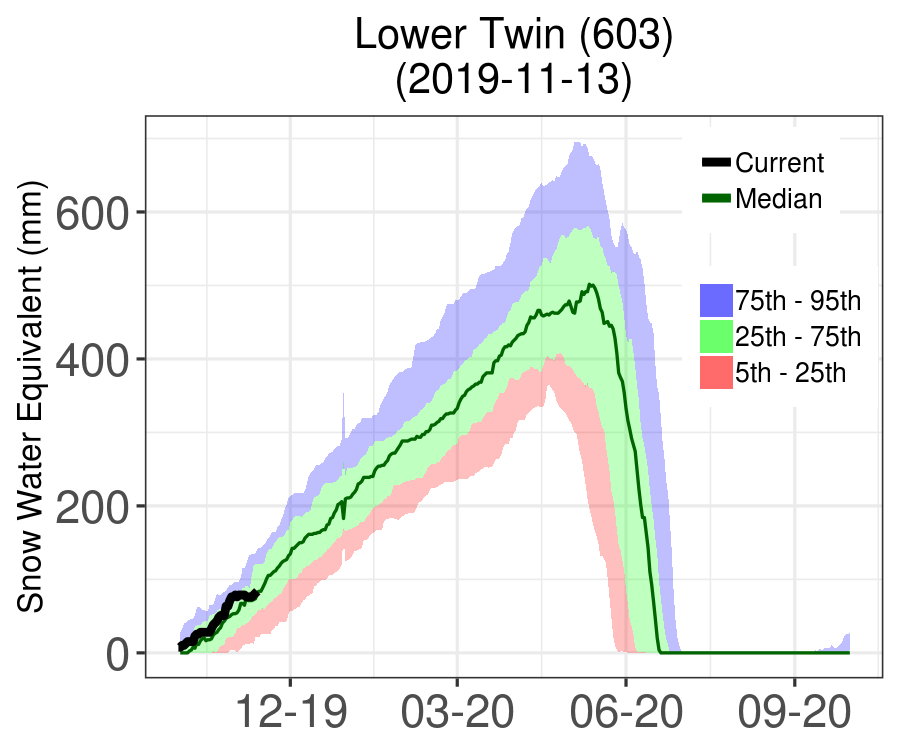 Lower Twin (603)
(2019-11-13)
Snow Water Equivalent (mm)
600
400
200
0
12-19
03-20
06-20
09-20
Current
Median
75th - 95th
25th - 75th
5th - 25th